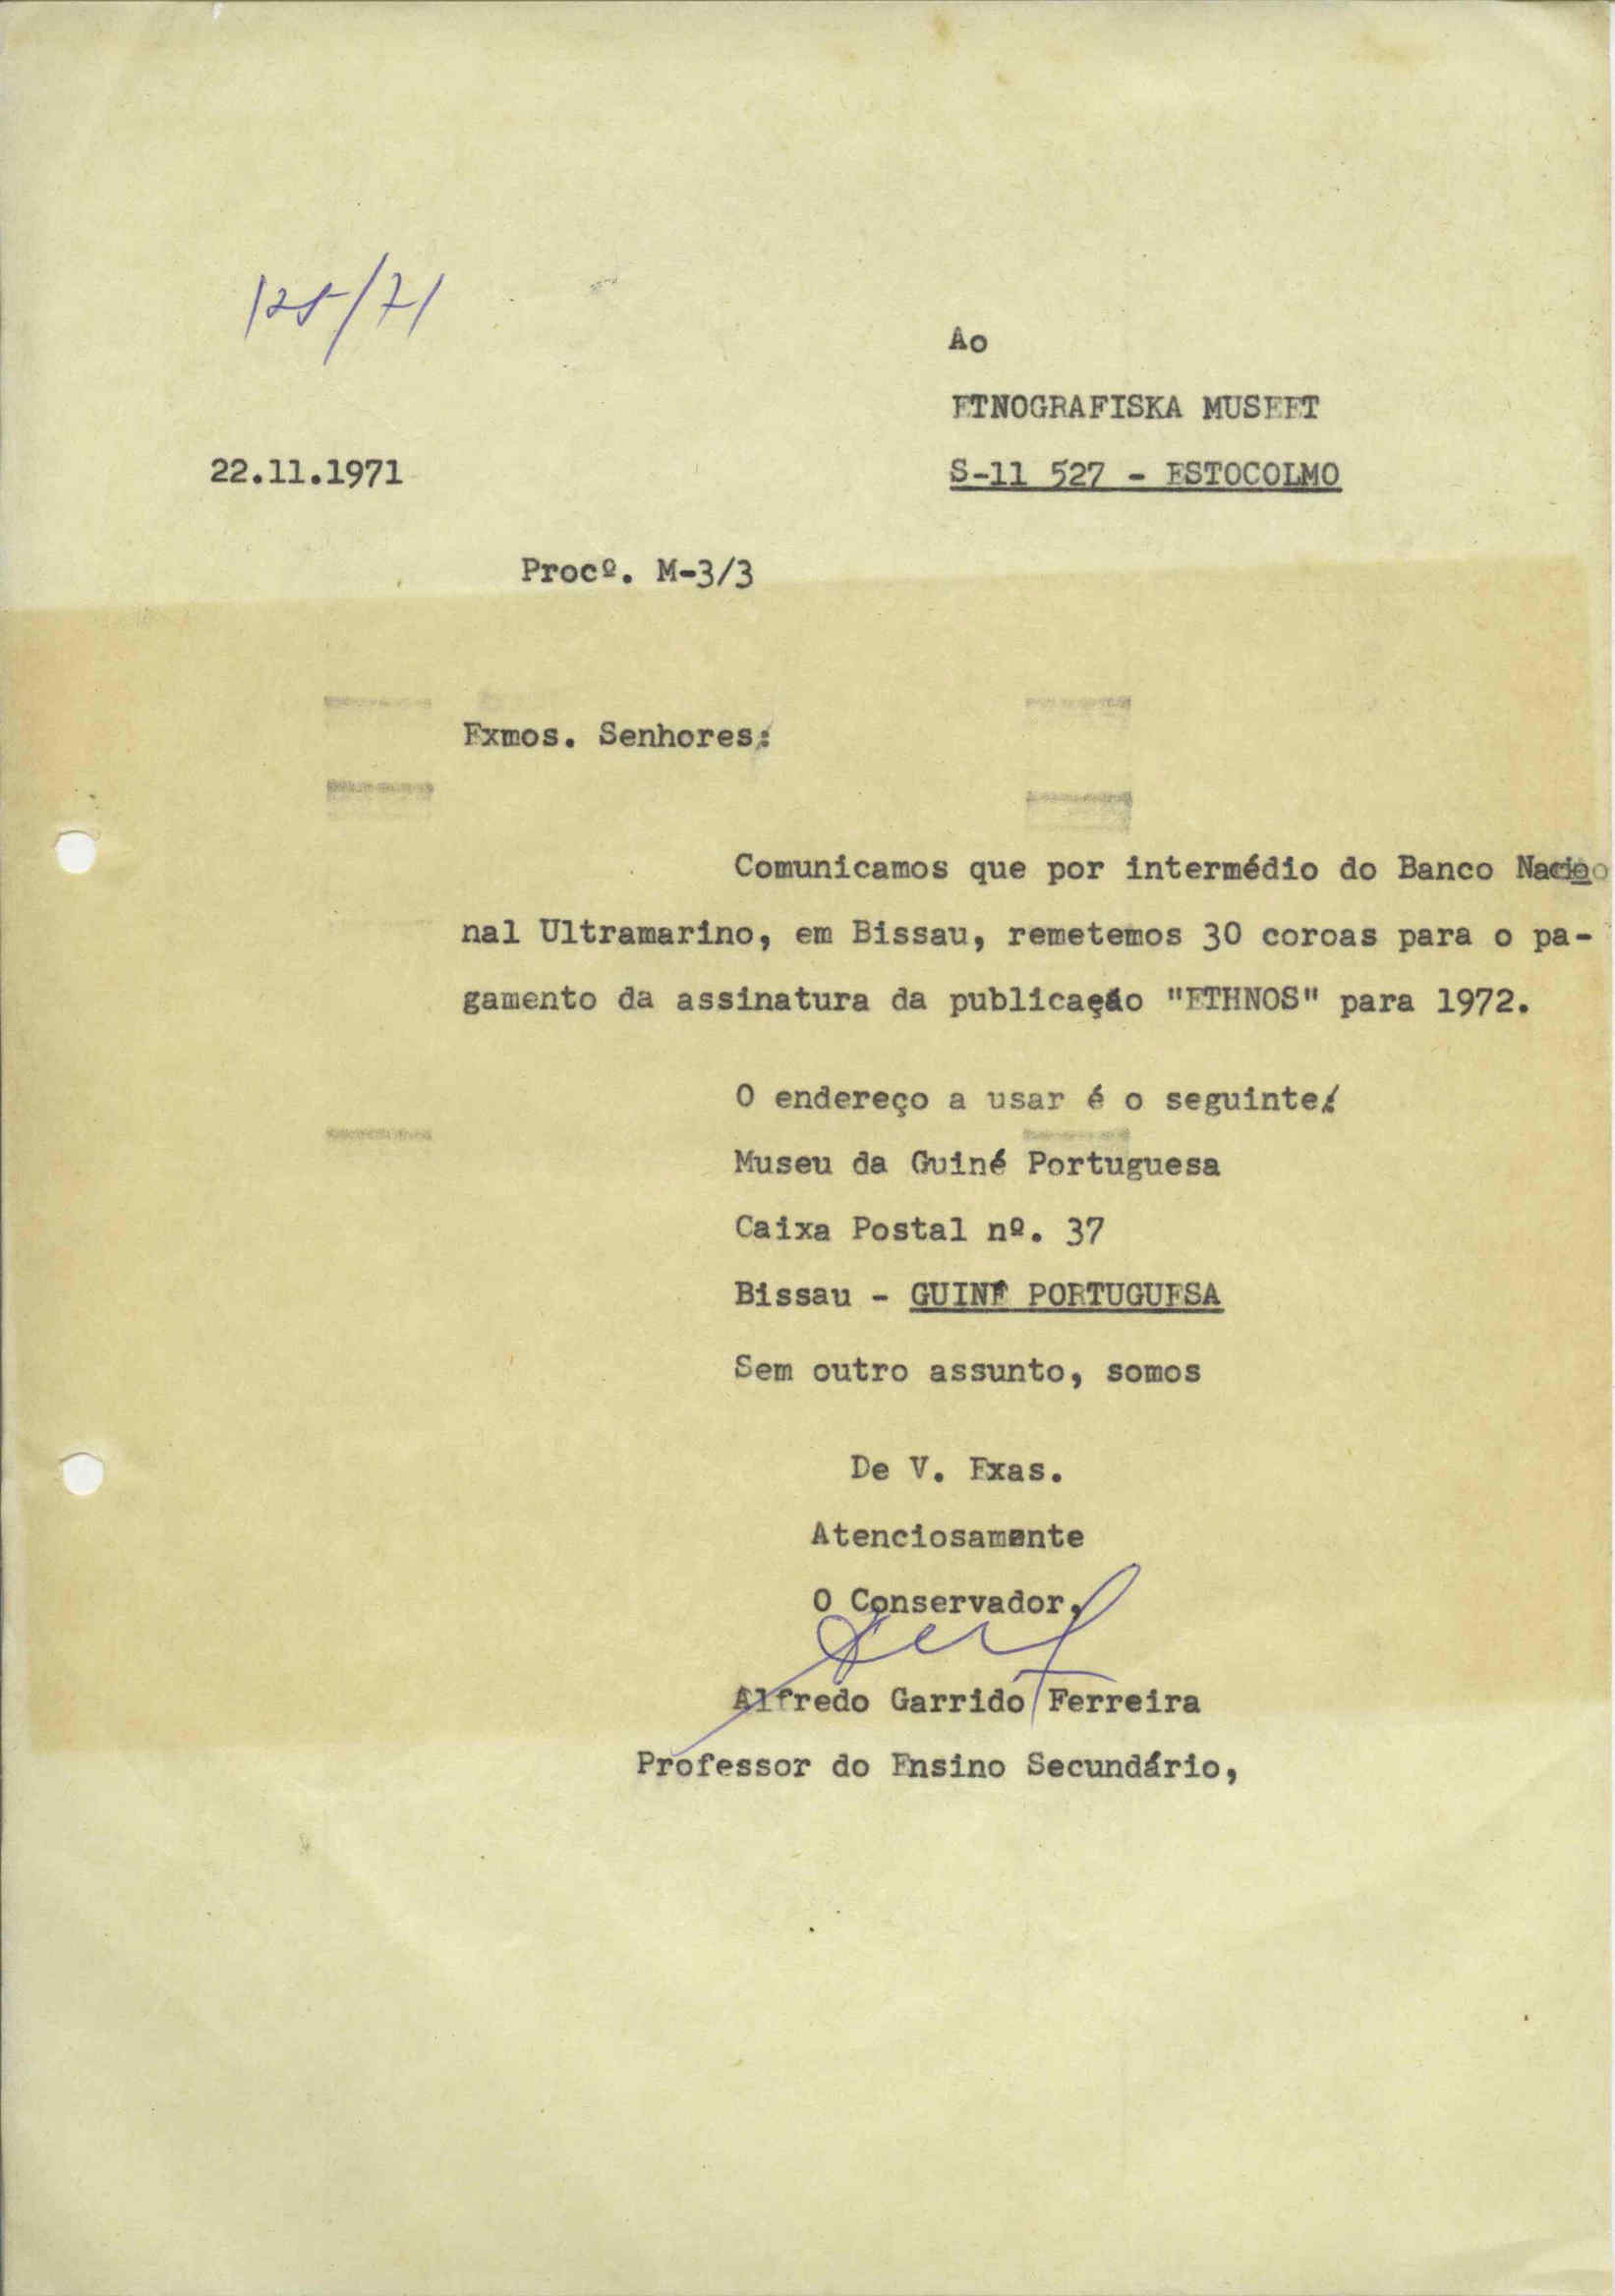 125/71
Ao
ETNOGRAFISKA MUSEET
22.11.1971
S-11 527 - ESTOCOLMO
Procº. M-3/3
Exmos. Senhores:
Comunicamos que por intermédio do Banco Nacio
nal Ultramarino, em Bissau, remetemos 30 coroas para o pa-
gamento da assinatura da publicação "ETHNOS" para 1972.
O endereço a usar é o seguinte:
Museu da Guiné Portuguesa
Caixa Postal nº. 37
Bissau - GUINÉ PORTUGUESA
Sem outro assunto, somos
De V. Exas.
Atenciosamente
O Conservador,
Alfredo Garrido Ferreira
Professor do Ensino Secundário,